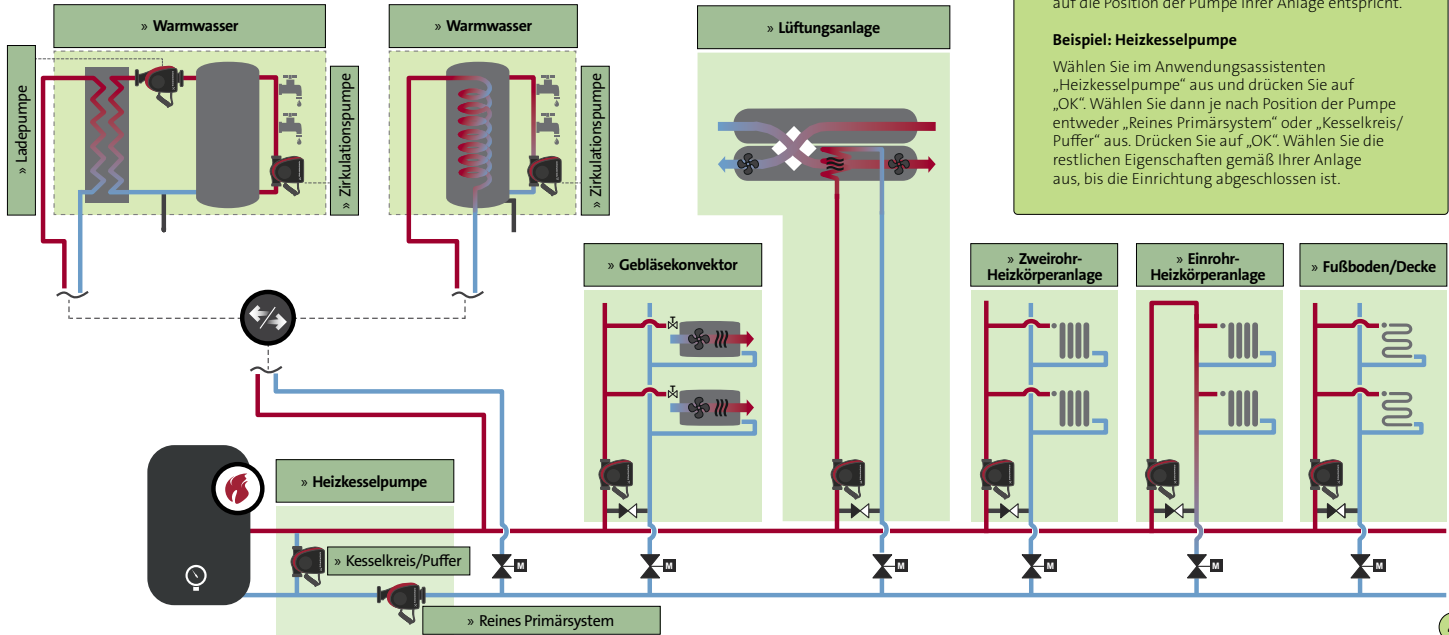 » Warmwasser
» Warmwasser
» Lüftungsanlage
auf die Position der Pumpe Ihrer Anlage entspricht.
Beispiel: Heizkesselpumpe
Wählen Sie im Anwendungsassistenten
„Heizkesselpumpe“ aus und drücken Sie auf
„OK“. Wählen Sie dann je nach Position der Pumpe
entweder „Reines Primärsystem“ oder „Kesselkreis/
Puffer“ aus. Drücken Sie auf „OK“. Wählen Sie die
restlichen Eigenschaften gemäß Ihrer Anlage
aus, bis die Einrichtung abgeschlossen ist.
» Ladepumpe
» Zirkulationspumpe
» Zirkulationspumpe
» Gebläsekonvektor
» Zweirohr-
Heizkörperanlage
» Einrohr-
Heizkörperanlage
» Fußboden/Decke
» Heizkesselpumpe
» Kesselkreis/Puffer
M
M
M
M
M
M
» Reines Primärsystem